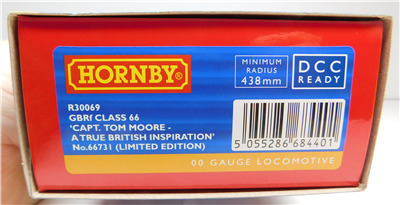 HORNBY®
MINIMUM
RADIUS
438mm
DCC
READY
R30069
GBRf CLASS 66
'CAPT. TOM MOORE -
A TRUE BRITISH INSPIRATION'
No.66731 (LIMITED EDITION)
5 055286 684401
00 GAUGE LOCOMOTIVE